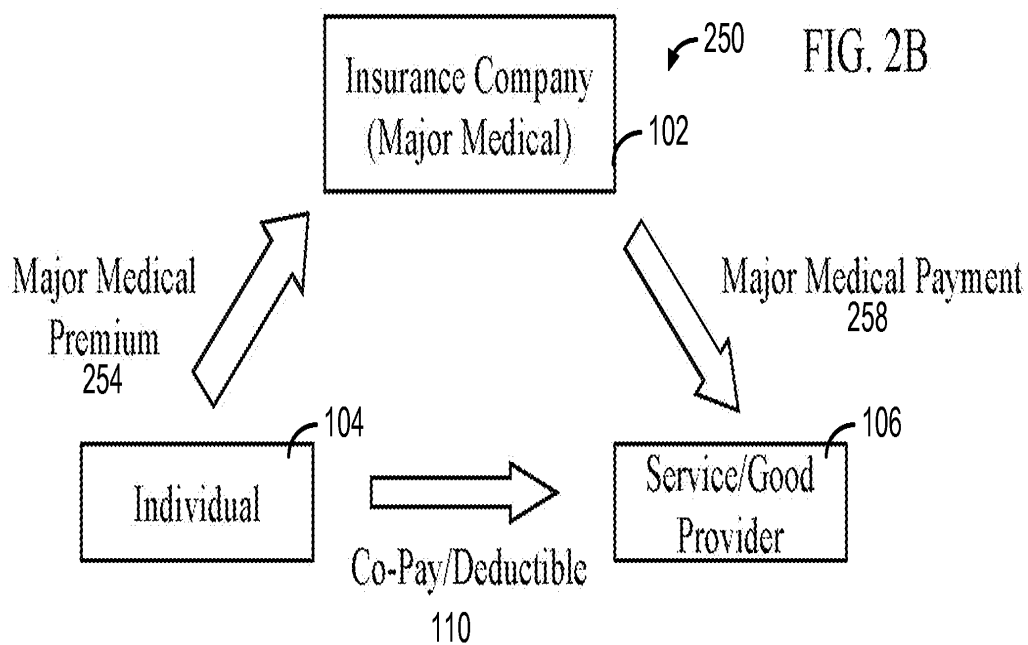 250
FIG. 2B
Insurance Company
(Major Medical)
102
Major Medical
Premium
254
Major Medical Payment
258
104
Individual
106
Service/Good
Provider
Co-Pay/Deductible
110